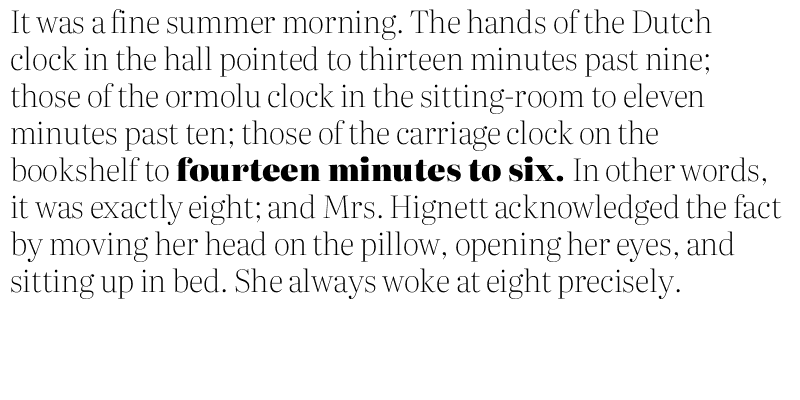 It was a fine summer morning. The hands of the Dutch
clock in the hall pointed to thirteen minutes past nine;
those of the ormolu clock in the sitting-room to eleven
minutes past ten; those of the carriage clock on the
bookshelf to fourteen minutes to six. In other words,
it was exactly eight; and Mrs. Hignett acknowledged the fact
by moving her head on the pillow, opening her eyes, and
sitting up in bed. She always woke at eight precisely.